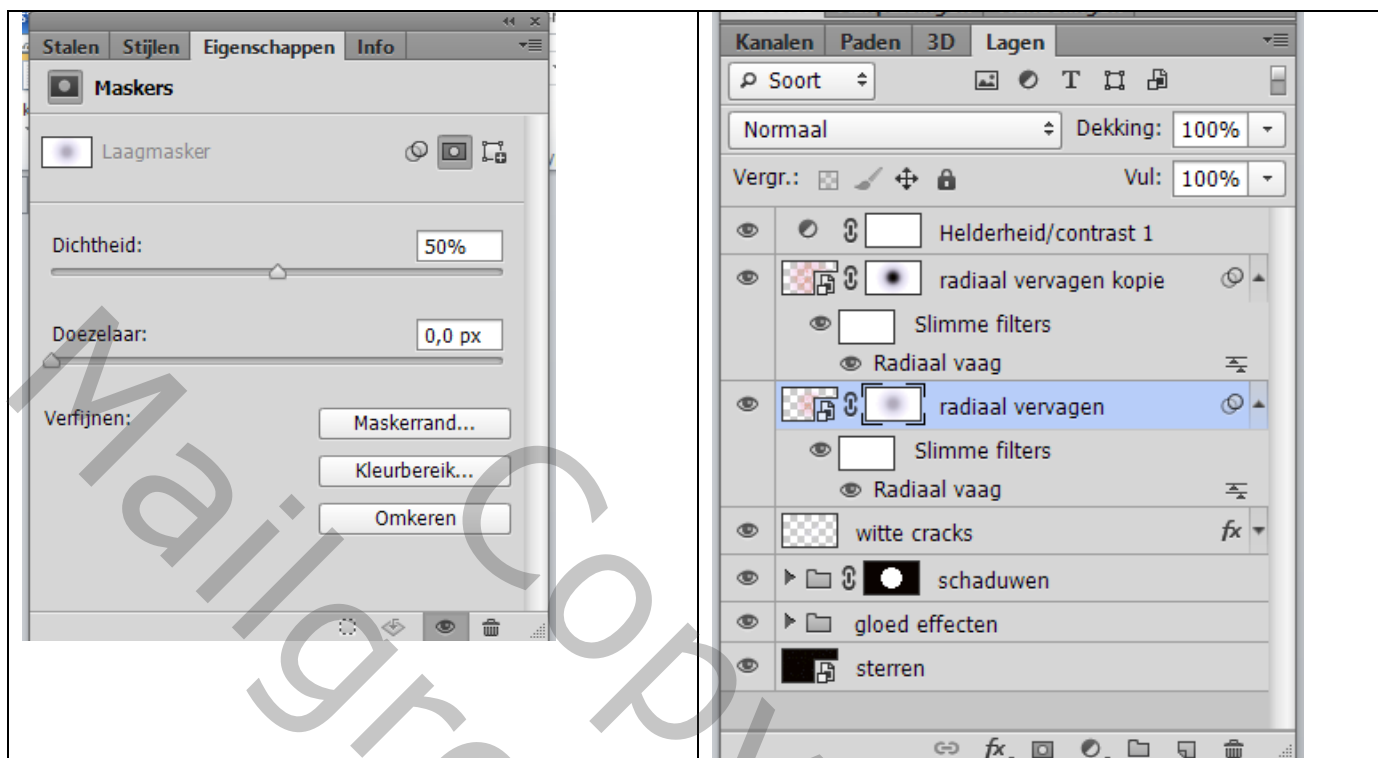 Stalen Stijlen Eigenschappen Info
Maskers
Laagmasker
Dichtheid: 50%
Doezelaar: 0,0 px
Verfijnen: Maskerrand...
Kleurbereik...
Omkeren
Kanalen Paden 3D Lagen
Soort
Normaal Dekking: 100%
Vergr.: Vul: 100%
Helderheid/contrast 1
radiaal vervagen kopie
Slimme filters
Radiaal vaag
radiaal vervagen
Slimme filters
Radiaal vaag
witte cracks fx
schaduwen
gloed effecten
sterren
fx
Copy